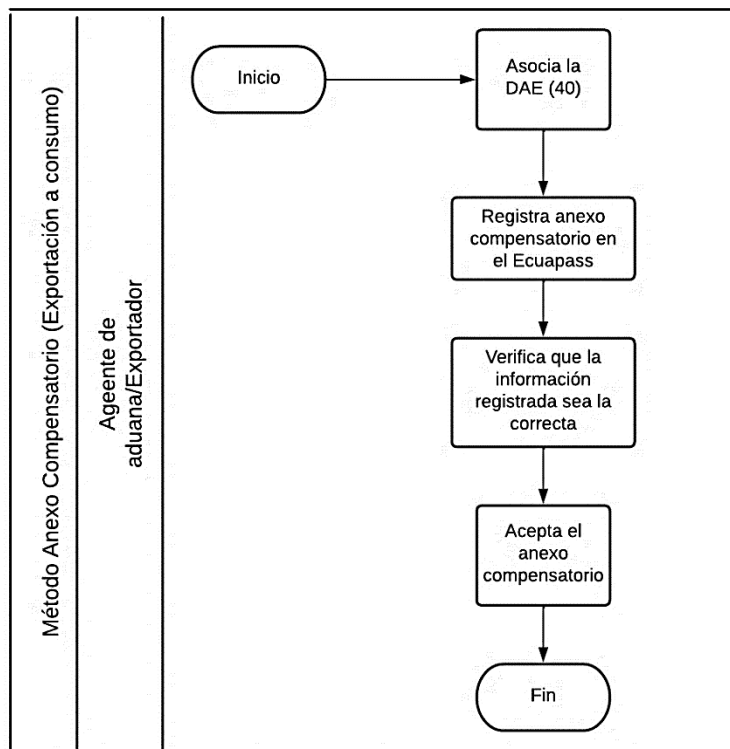 Método Anexo Compensatorio (Exportación a consumo)
Ageente de
aduana/Exportador
Inicio
Asocia la
DAE (40)
Registra anexo
compensatorio en
el Ecuapass
Verifica que la
información
registrada sea la
correcta
Acepta el
anexo
compensatorio
Fin